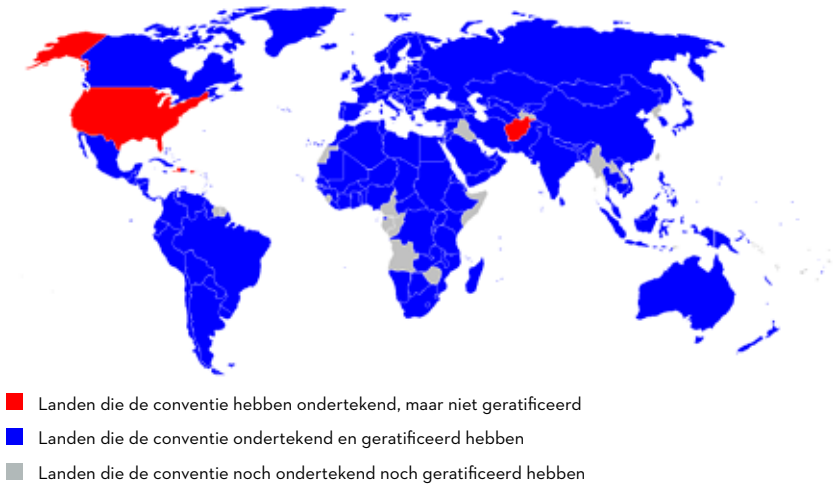 Landen die de conventie hebben ondertekend, maar niet geratificeerd
Landen die de conventie ondertekend en geratificeerd hebben
Landen die de conventie noch ondertekend noch geratificeerd hebben